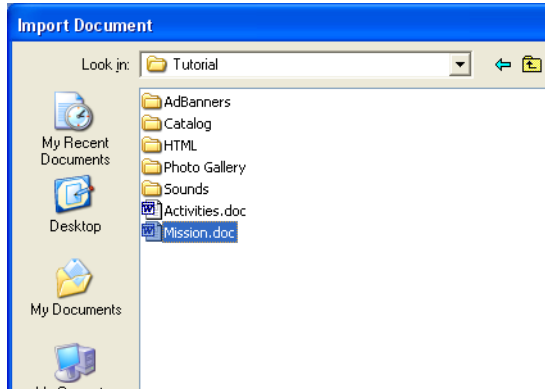 Import Document
Look in:
Tutorial
AdBanners
Catalog
HTML
Photo Gallery
Sounds
Activities.doc
Mission.doc
My Recent
Documents
Desktop
My Documents